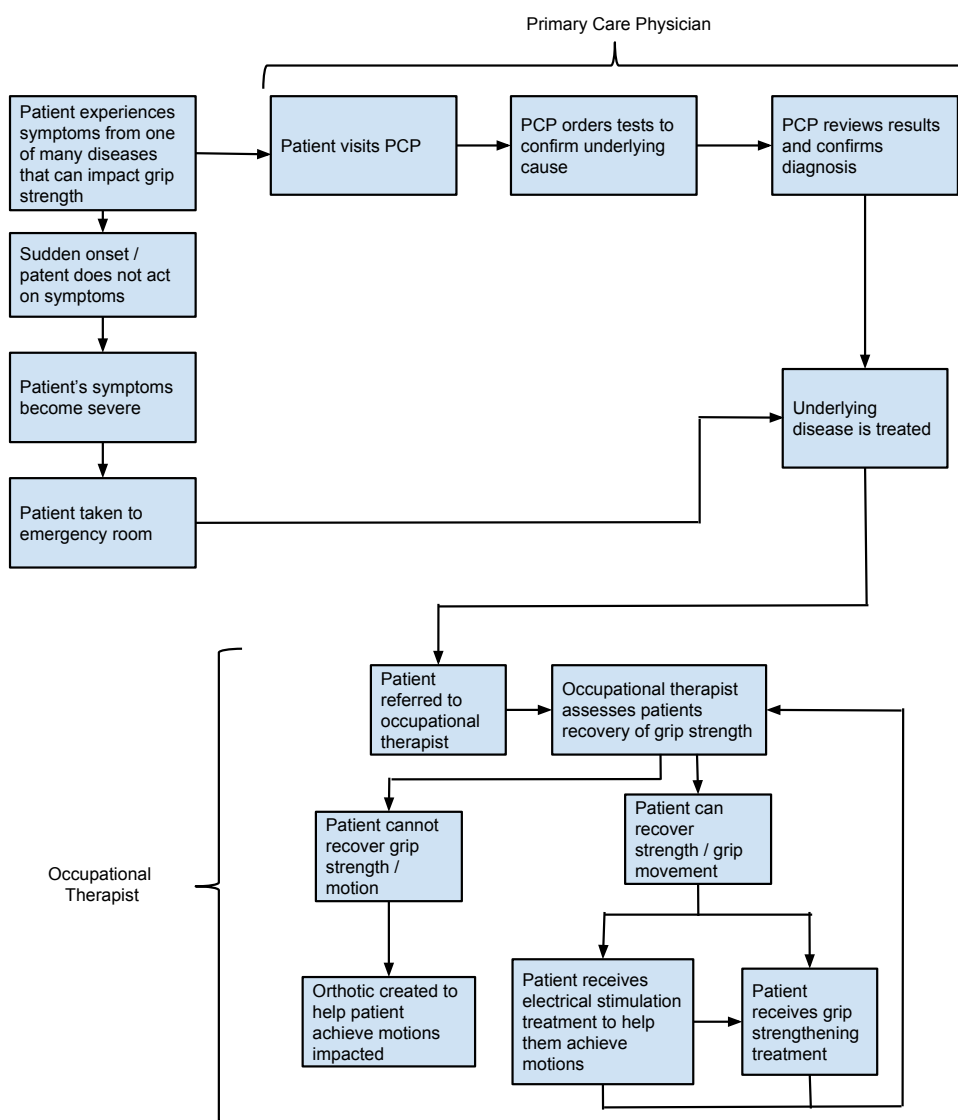 Primary Care Physician
Patient experiences
symptoms from one
of many diseases
that can impact grip
strength
Patient visits PCP
PCP orders tests to
confirm underlying
cause
PCP reviews results
and confirms
diagnosis
Sudden onset /
patent does not act
on symptoms
Patient's symptoms
become severe
Underlying
disease is treated
Patient taken to
emergency room
Patient
referred to
occupational
therapist
Occupational therapist
assesses patients
recovery of grip strength
Patient cannot
recover grip
strength /
motion
Patient can
recover
strength / grip
movement
Occupational
Therapist
Orthotic created to
help patient
achieve motions
impacted
Patient receives
electrical stimulation
treatment to help
them achieve
motions
Patient
receives grip
strengthening
treatment